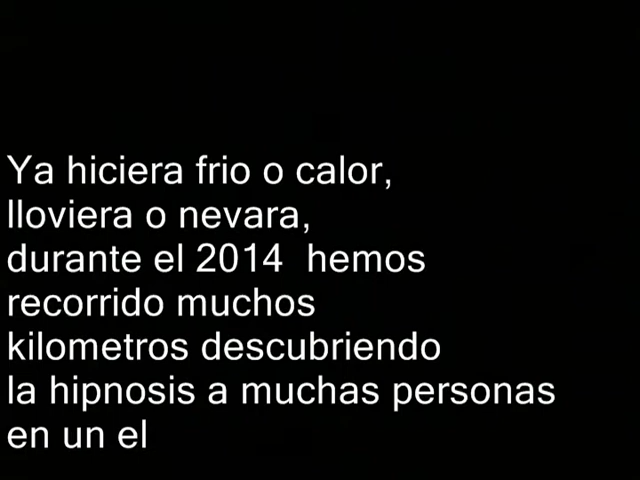 Ya hiciera frio o calor,
lloviera o nevara,
durante el 2014  hemos
recorrido muchos
kilometros descubriendo
la hipnosis a muchas personas
en un el